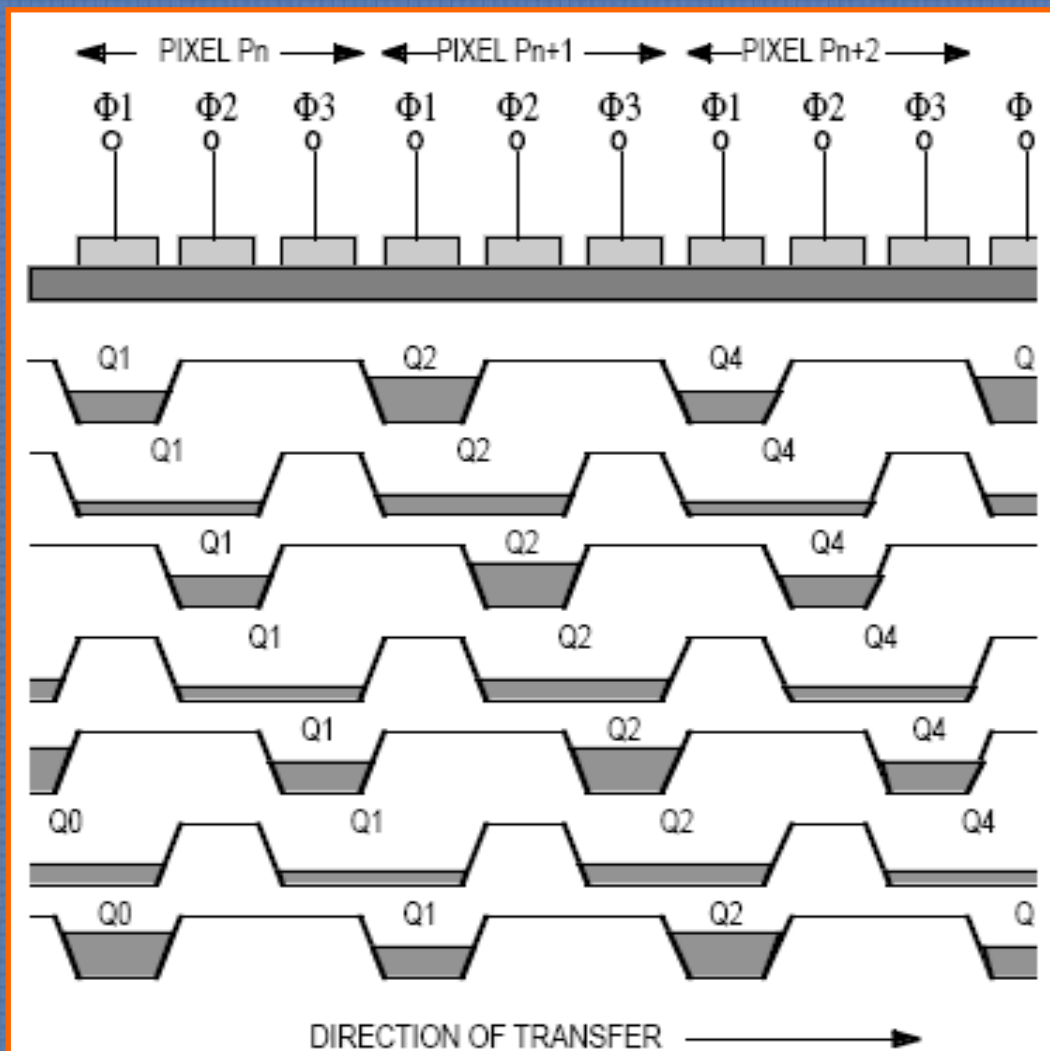 PIXEL Pn PIXEL Pn+1 PIXEL Pn+2
Φ1 Φ2 Φ3 Φ1 Φ2 Φ3 Φ1 Φ2 Φ3 Φ
Q1 Q2 Q4 Q
Q1 Q2 Q4
Q1 Q2 Q4
Q1 Q2 Q4
Q1 Q2 Q4
Q0 Q1 Q2 Q4
Q0 Q1 Q2 Q
DIRECTION OF TRANSFER